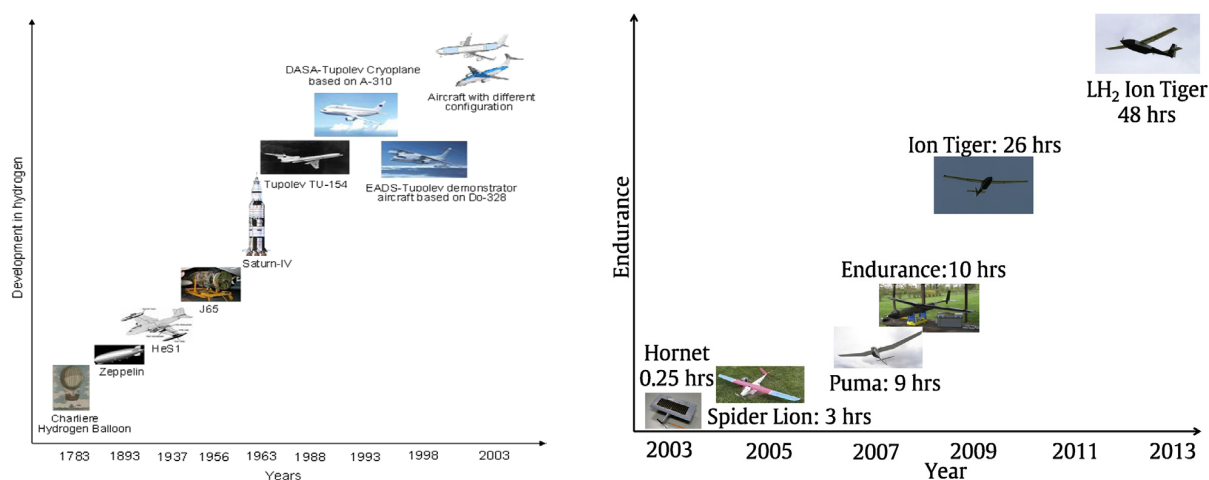 DASA-Tupolev Cryoplane
based on A-310
Aircraft with different
configuration
Tupolev TU-154
EADS-Tupolev demonstrator
aircraft based on Do-328
Saturn-IV
J65
HeS1
Zeppelin
Charliere
Hydrogen Balloon
Development in hydrogen
1783 1893 1937 1956 1963 1988 1993 1998 2003
Years
LH₂ Ion Tiger
48 hrs
Ion Tiger: 26 hrs
Endurance:10 hrs
Hornet
0.25 hrs
Puma: 9 hrs
Spider Lion: 3 hrs
Endurance
2003 2005 2007 2009 2011 2013
Year